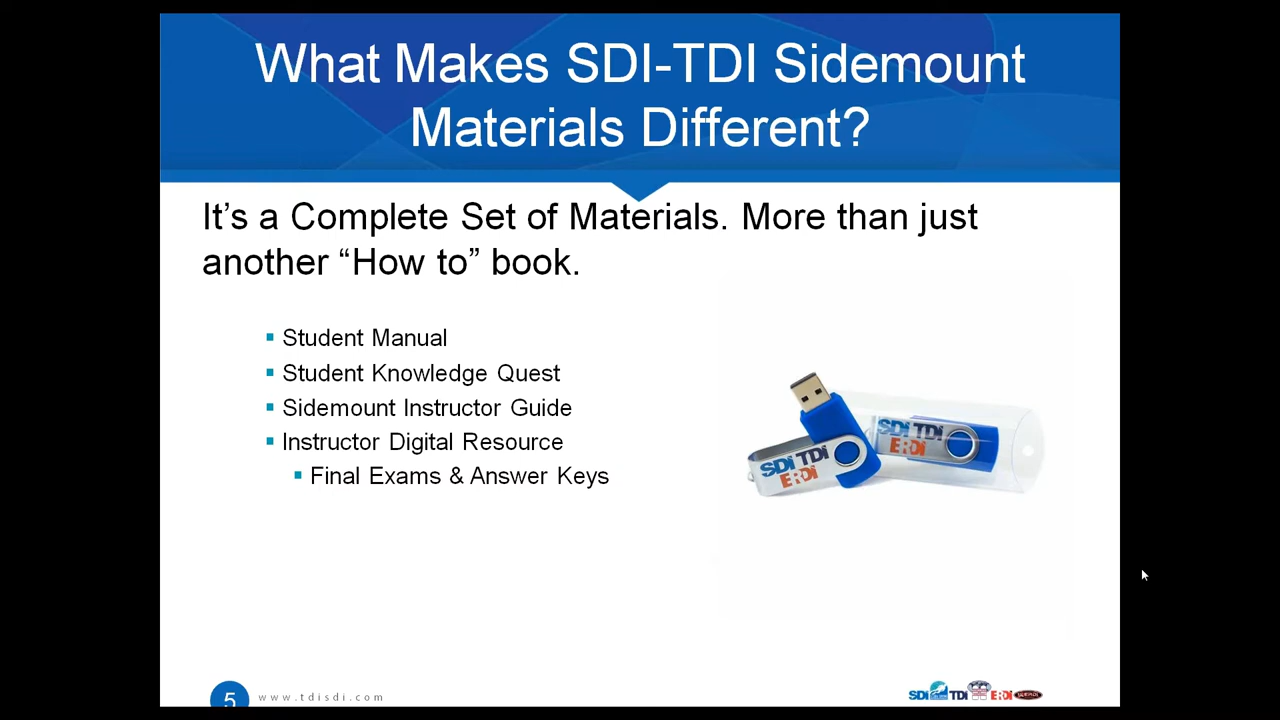 What Makes SDI-TDI Sidemount
Materials Different?
It's a Complete Set of Materials. More than just
another “How to” book.
▪ Student Manual
▪ Student Knowledge Quest
▪ Sidemount Instructor Guide
▪ Instructor Digital Resource
▪ Final Exams & Answer Keys
SDI TDI
ERDI
SDI TDI
ERDI
5
www.tdisdi.com
SDI TDI ERDI